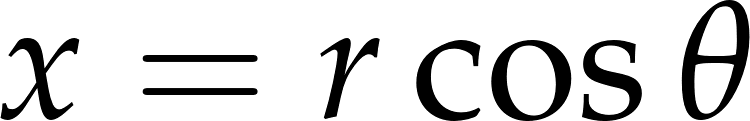 x = r cos θ